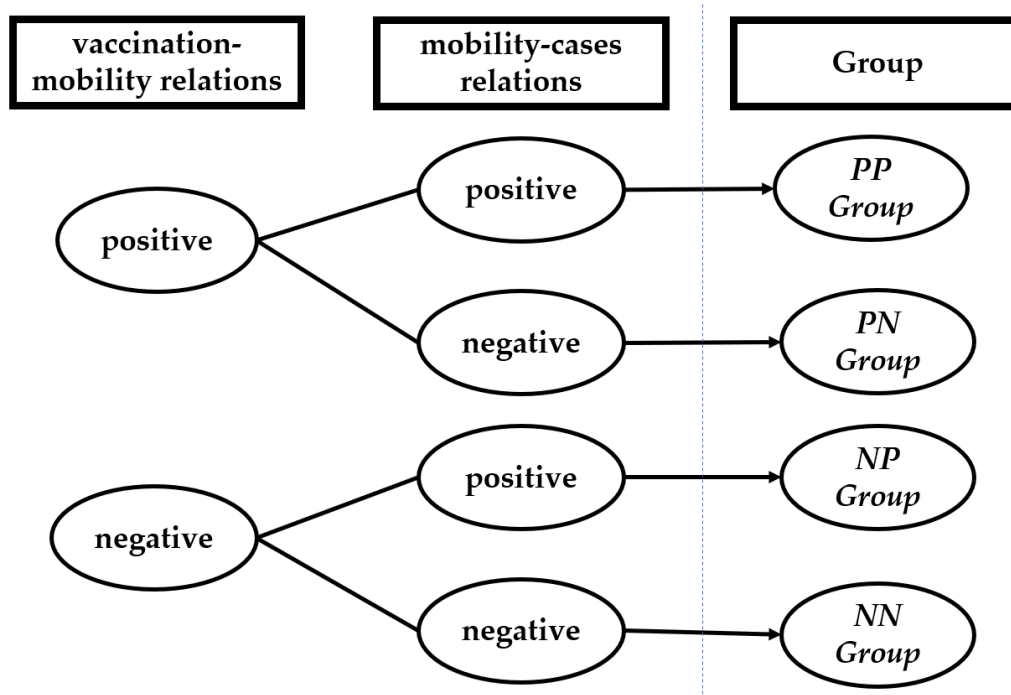 vaccination-
mobility relations
mobility-cases
relations
Group
positive
positive
PP
Group
negative
PN
Group
negative
positive
NP
Group
negative
NN
Group